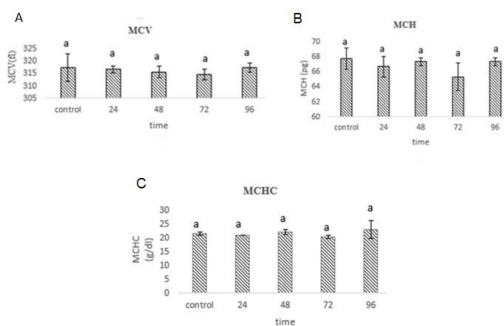 A
MCV
MCV(fl)
325
320
315
310
305
a a a a a
control 24 48 72 96
time
B
MCH
MCH (pg)
70
68
66
64
62
60
a a a a a
control 24 48 72 96
time
C
MCHC
MCHC
(g/dl)
30
25
20
15
10
5
0
a a a a a
control 24 48 72 96
time